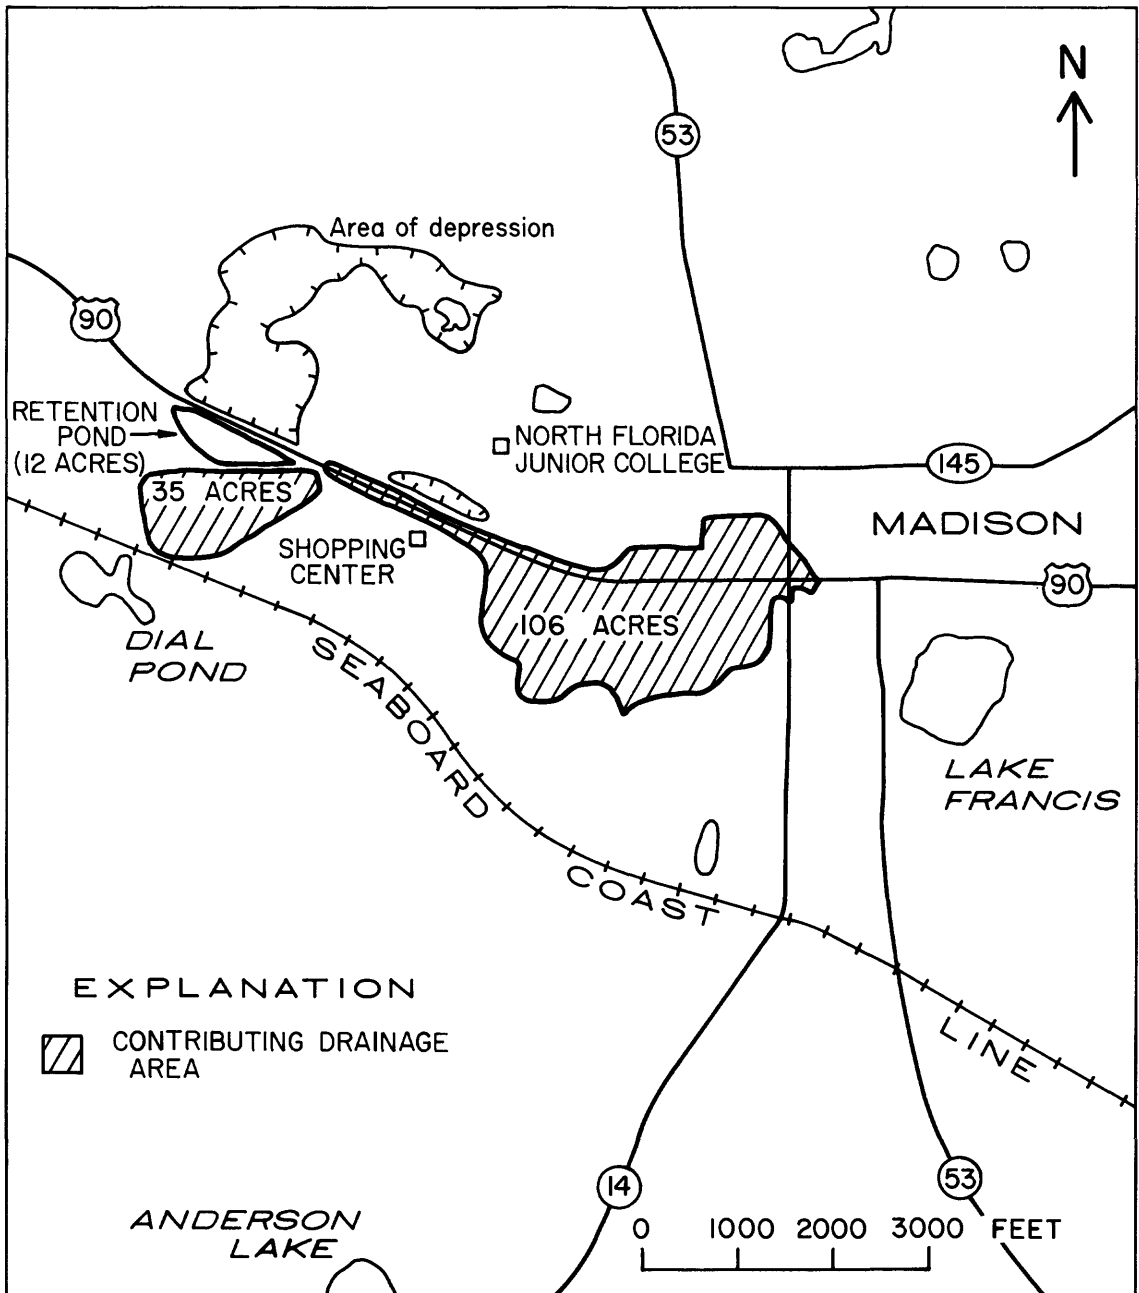 N
53
Area of depression
90
RETENTION
POND
(12 ACRES)
NORTH FLORIDA
JUNIOR COLLEGE
145
35 ACRES
MADISON
SHOPPING
CENTER
90
106 ACRES
DIAL
POND
SEABOARD
LAKE
FRANCIS
COAST
EXPLANATION
CONTRIBUTING DRAINAGE
AREA
LINE
14
53
ANDERSON
LAKE
0 1000 2000 3000 FEET